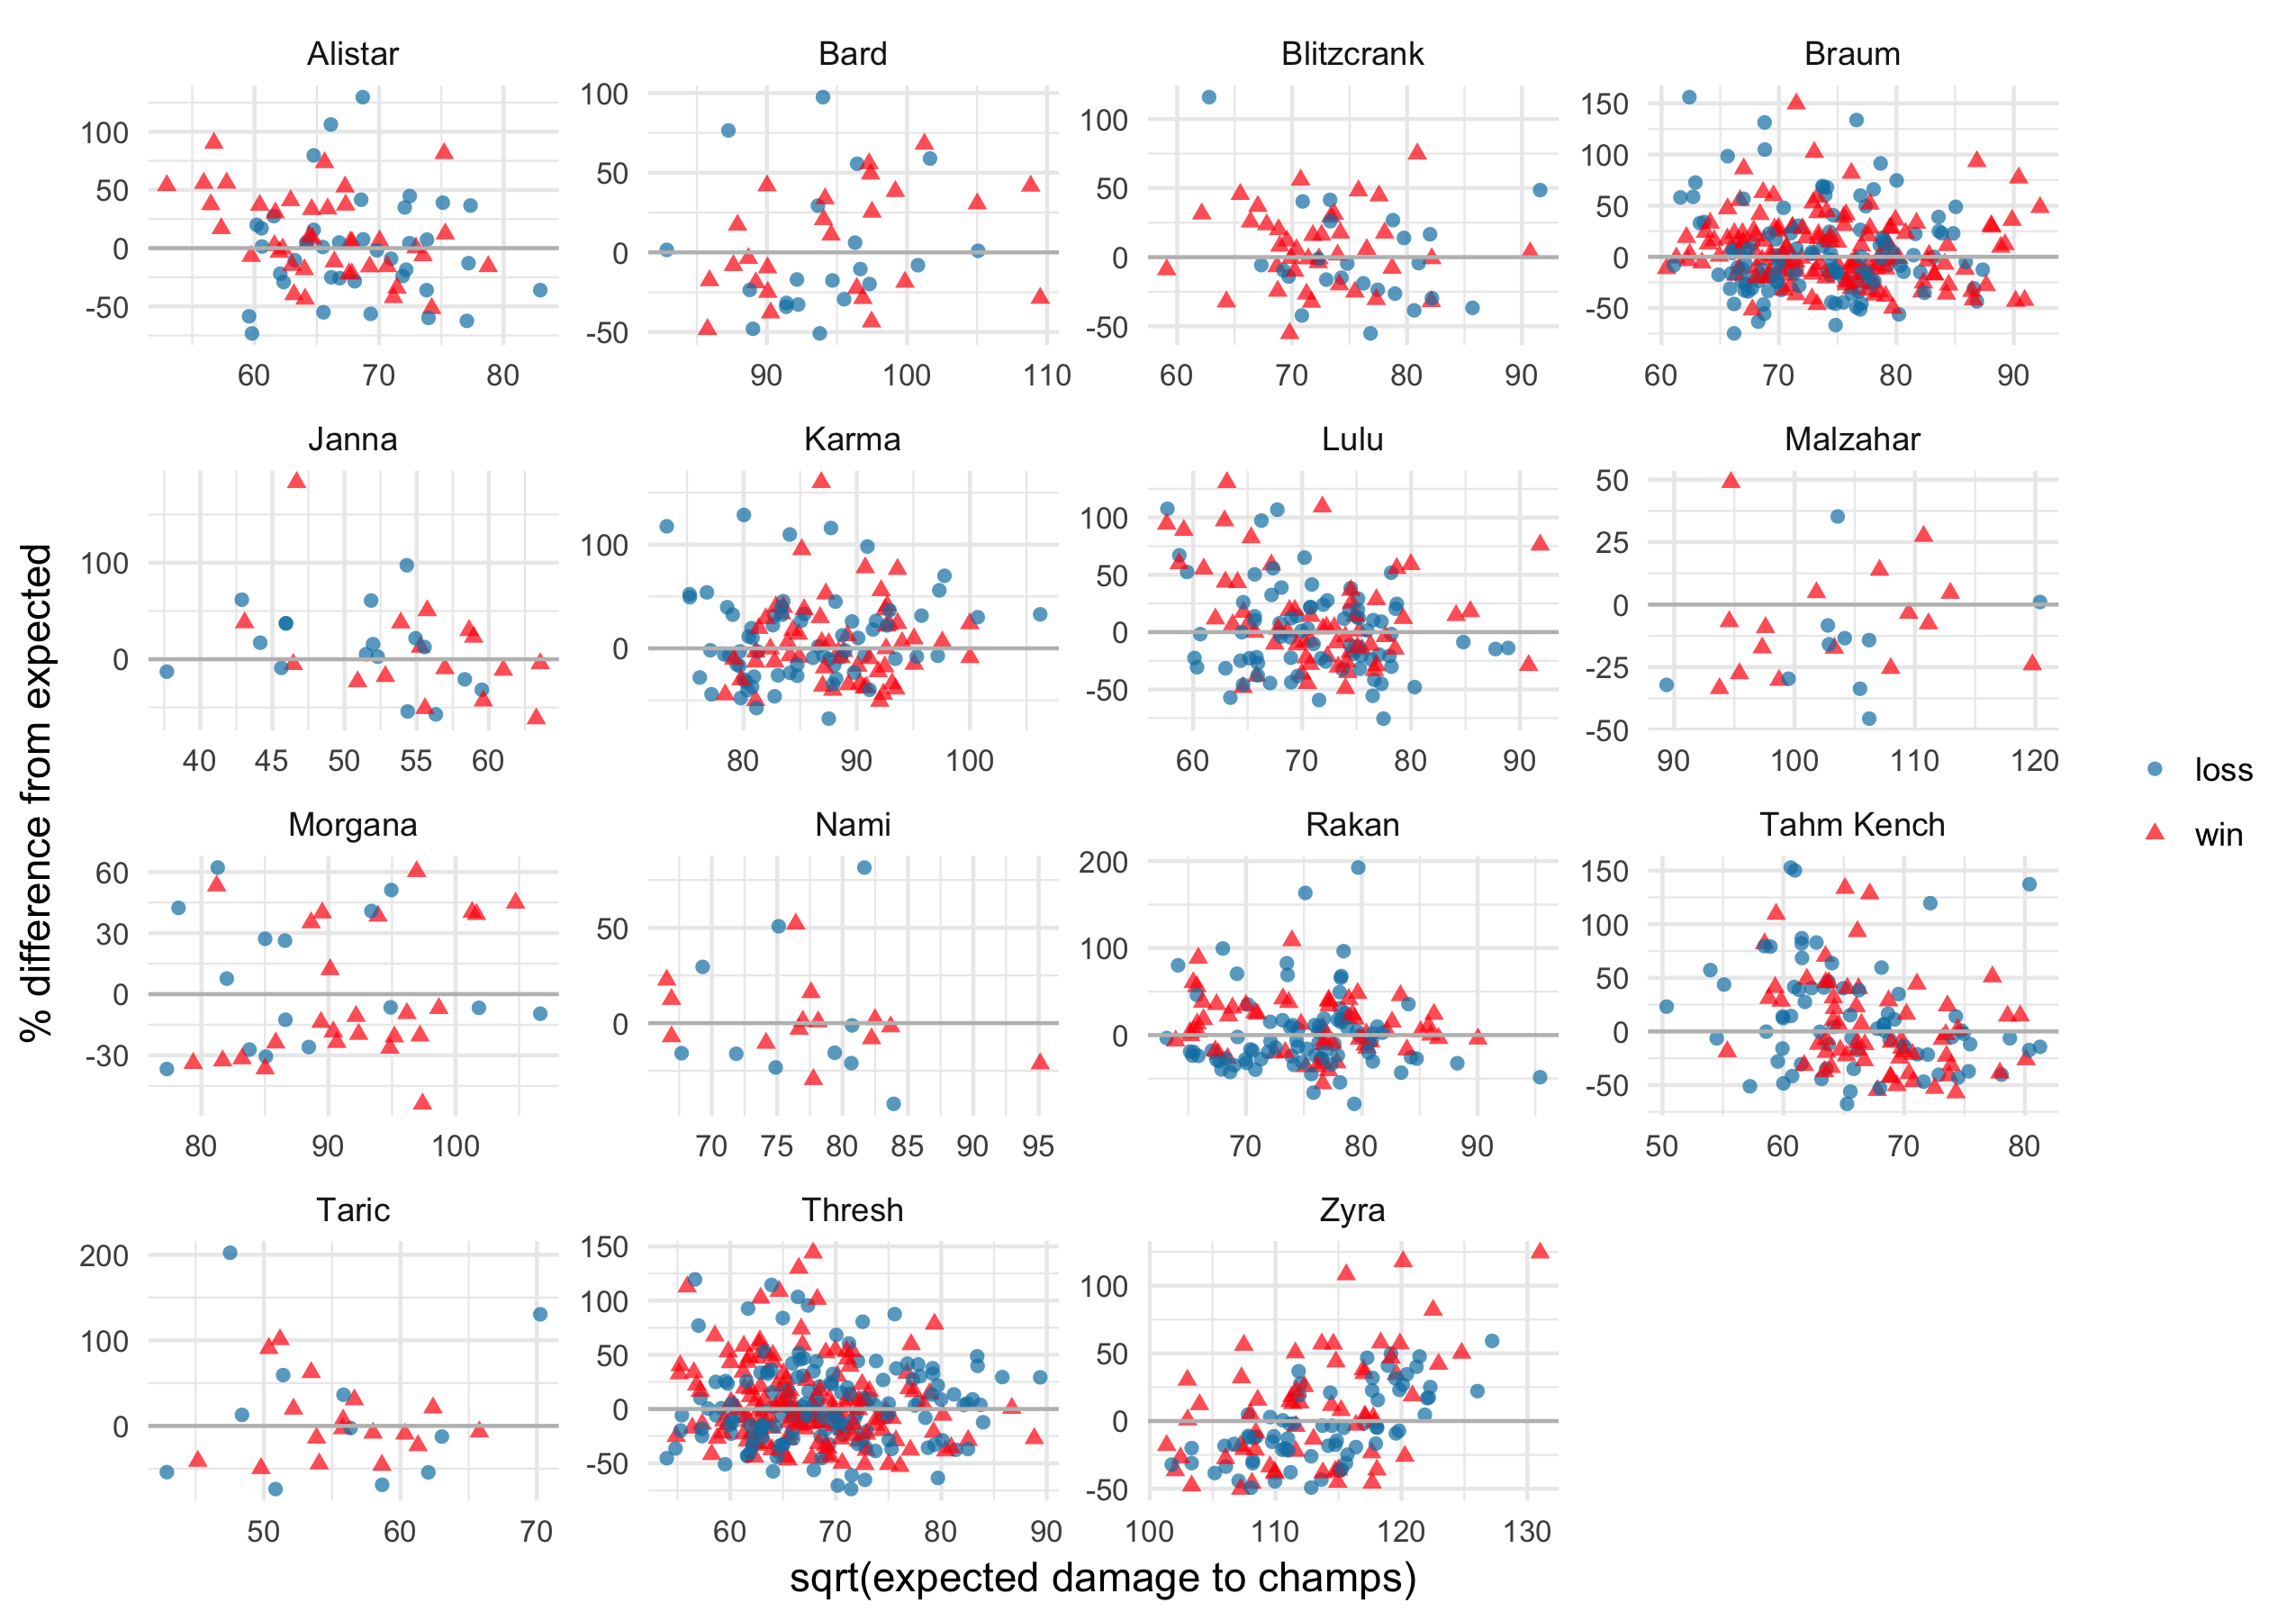 Alistar Bard Blitzcrank Braum
100 50 0 -50
60 70 80
100 50 0 -50
90 100 110
100 50 0 -50
60 70 80 90
150 100 50 0 -50
60 70 80 90
Janna Karma Lulu Malzahar
100 0
40 45 50 55 60
100 0
80 90 100
100 50 0 -50
60 70 80 90
50 25 0 -25 -50
90 100 110 120
Morgana Nami Rakan Tahm Kench
60 30 0 -30
80 90 100
50 0
70 75 80 85 90 95
200 100 0
70 80 90
150 100 50 0 -50
50 60 70 80
Taric Thresh Zyra
200 100 0
50 60 70
150 100 50 0 -50
60 70 80 90
100 50 0 -50
100 110 120 130
% difference from expected
sqrt(expected damage to champs)
loss
win